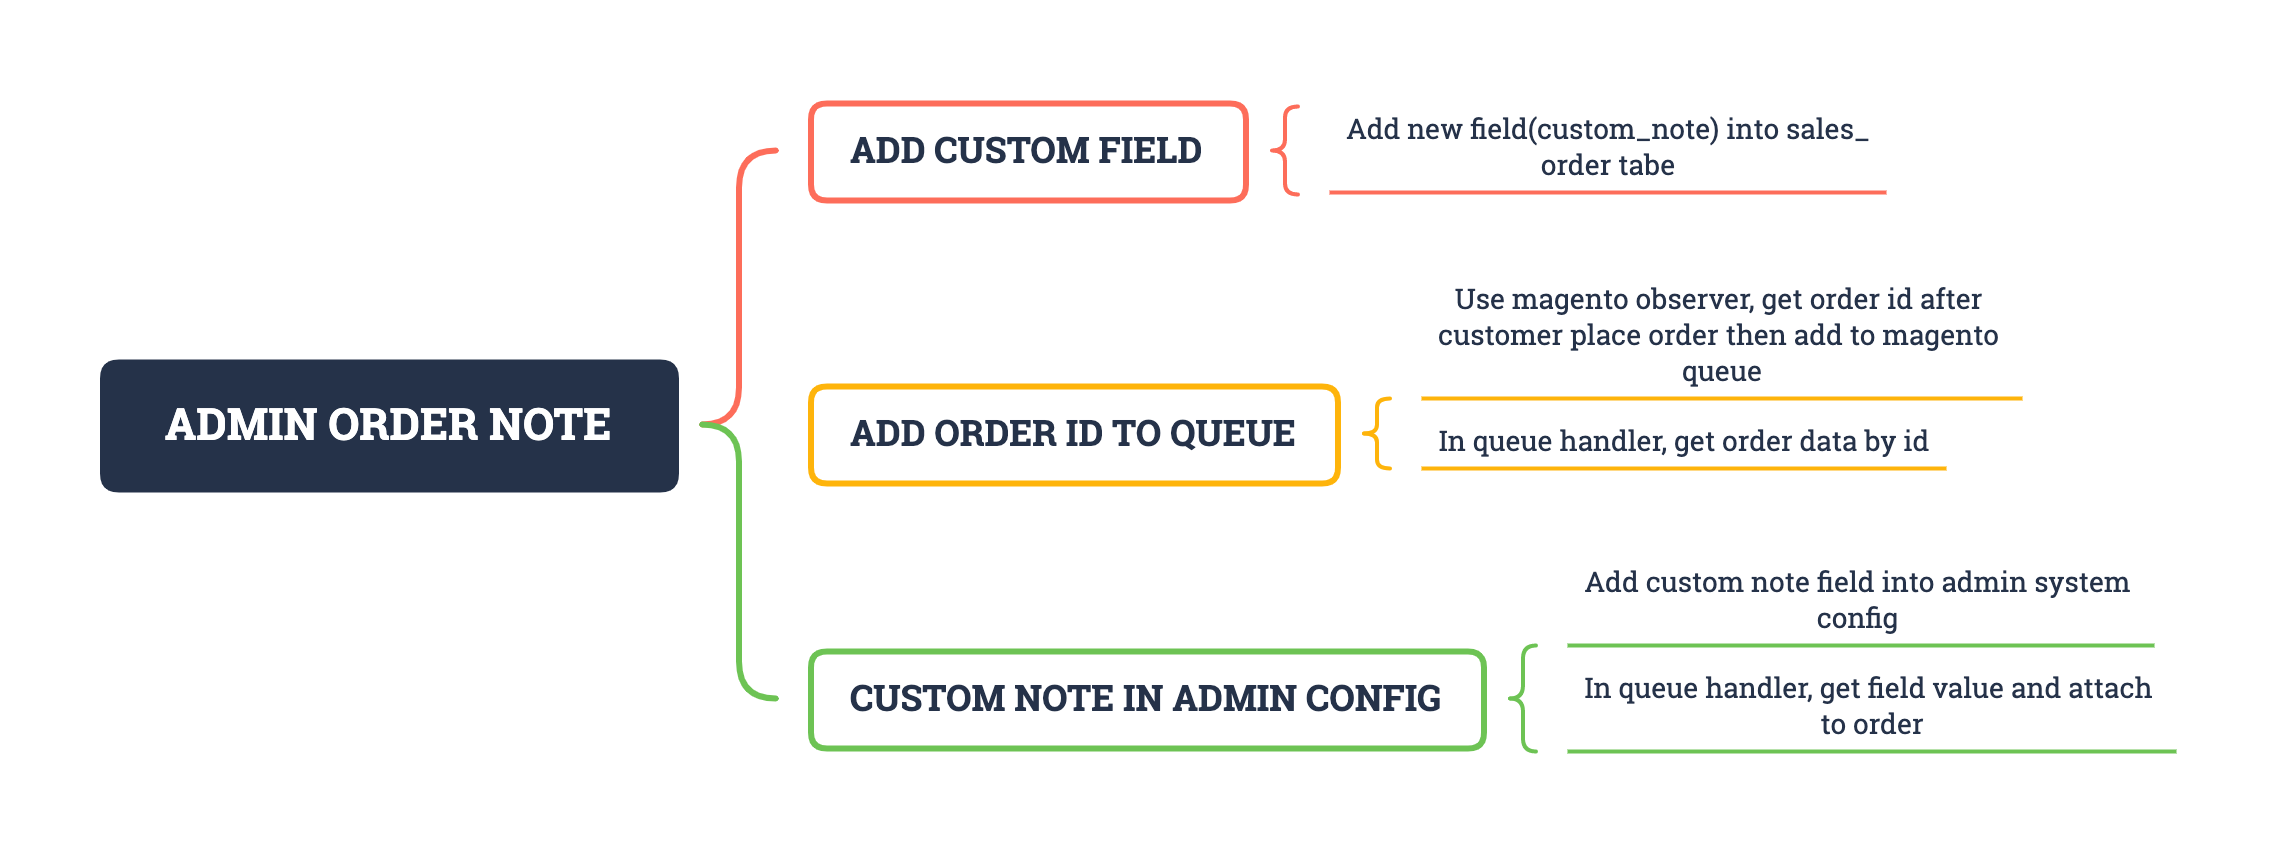 ADMIN ORDER NOTE
ADD CUSTOM FIELD
Add new field(custom_note) into sales_
order tabe
ADD ORDER ID TO QUEUE
Use magento observer, get order id after
customer place order then add to magento
queue
In queue handler, get order data by id
CUSTOM NOTE IN ADMIN CONFIG
Add custom note field into admin system
config
In queue handler, get field value and attach
to order